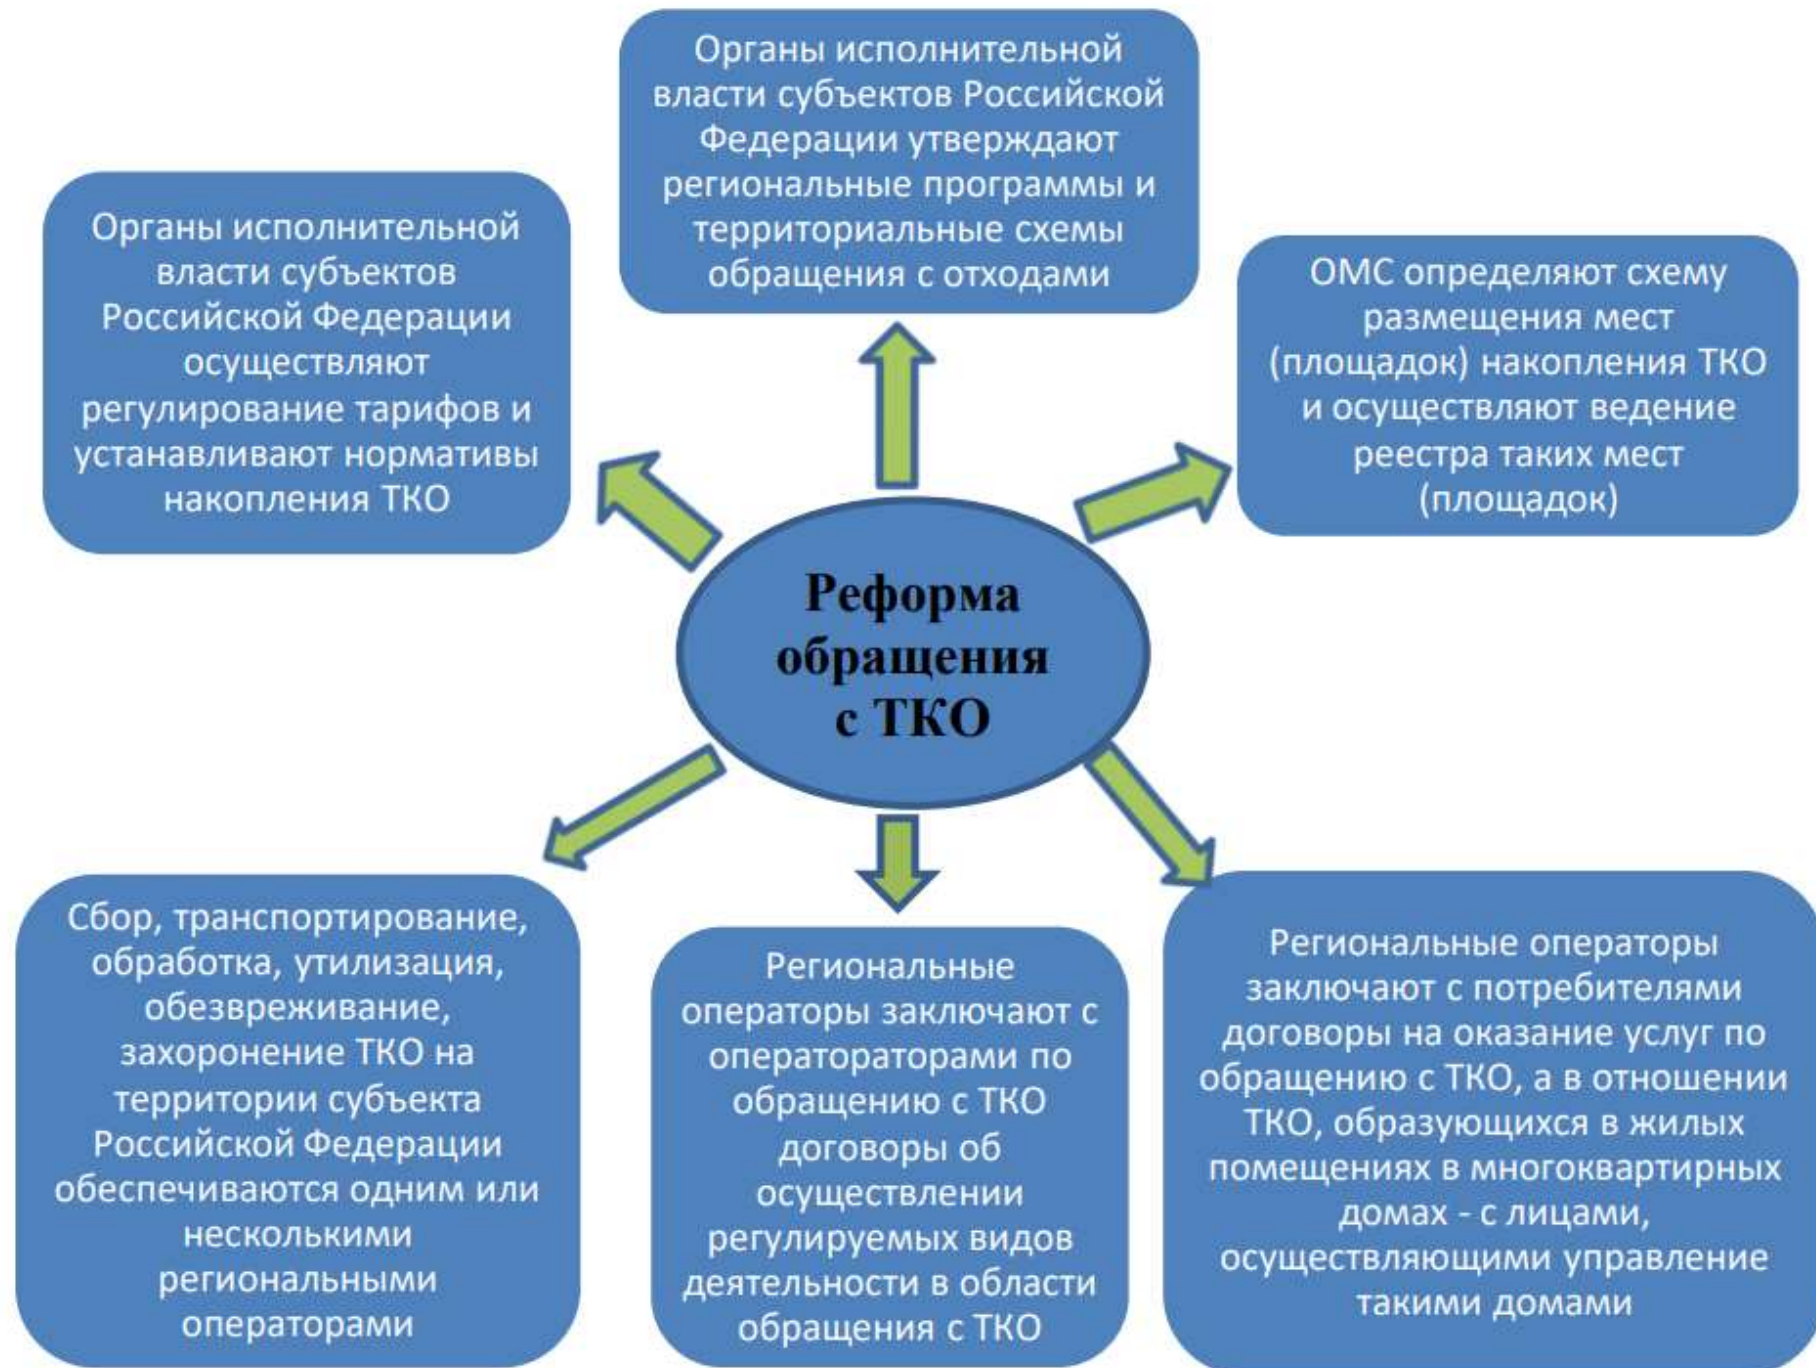 Органы исполнительной
власти субъектов Российской
Федерации утверждают
региональные программы и
территориальные схемы
обращения с отходами
Органы исполнительной
власти субъектов
Российской Федерации
осуществляют
регулирование тарифов и
устанавливают нормативы
накопления ТКО
ОМС определяют схему
размещения мест
(площадок) накопления ТКО
и осуществляют ведение
реестра таких мест
(площадок)
Реформа
обращения
с ТКО
Сбор, транспортирование,
обработка, утилизация,
обезвреживание,
захоронение ТКО на
территории субъекта
Российской Федерации
обеспечиваются одним или
несколькими
региональными
операторами
Региональные
операторы заключают с
оператораторами по
обращению с ТКО
договоры об
осуществлении
регулируемых видов
деятельности в области
обращения с ТКО
Региональные операторы
заключают с потребителями
договоры на оказание услуг по
обращению с ТКО, а в отношении
ТКО, образующихся в жилых
помещениях в многоквартирных
домах - с лицами,
осуществляющими управление
такими домами